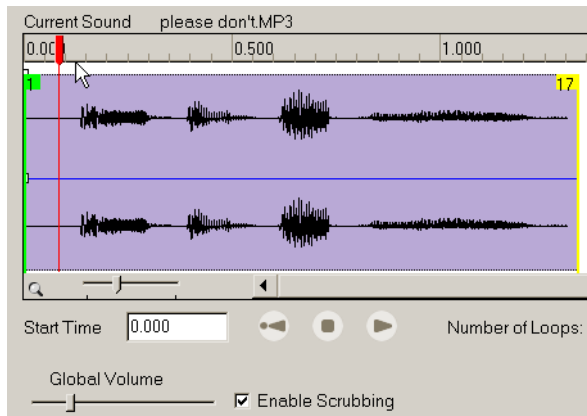 Current Sound please don't.MP3
0.000 0.500 1.000
1 17
Start Time 0.000 Number of Loops:
Global Volume
Enable Scrubbing